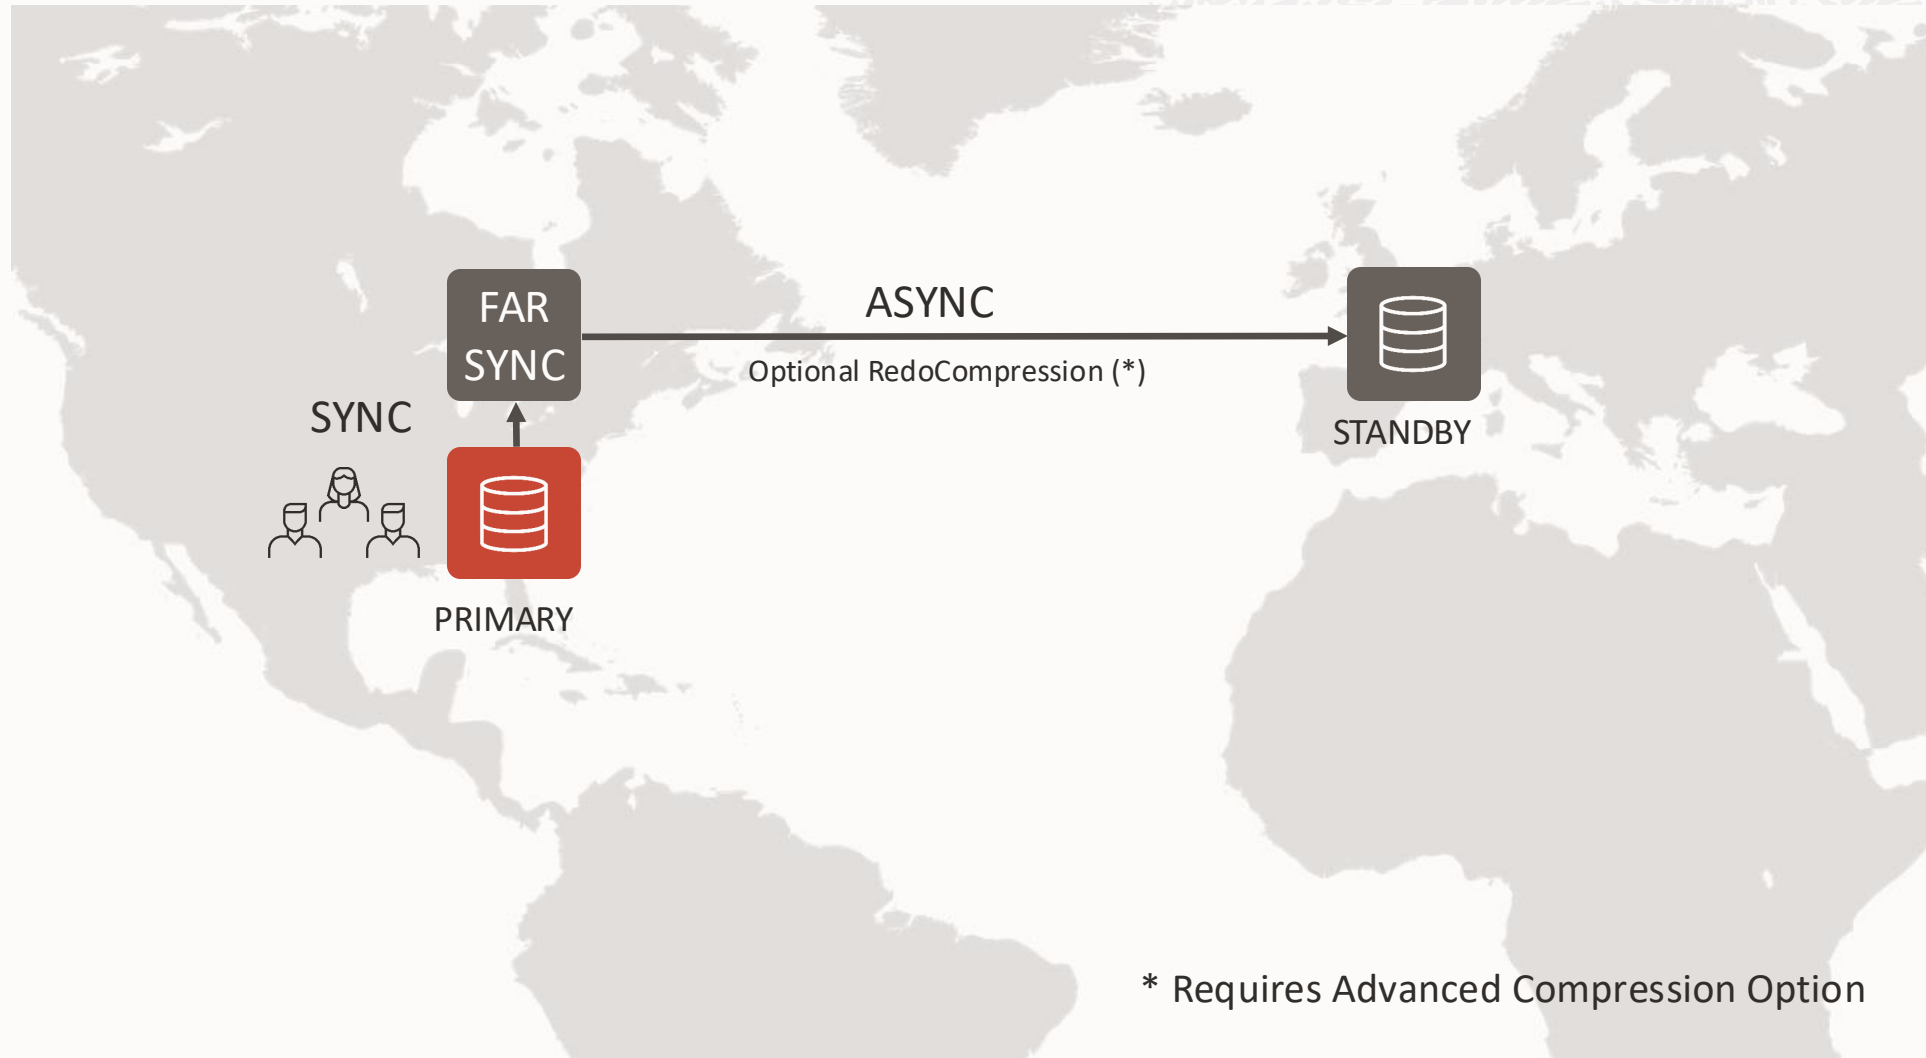 FAR
SYNC
ASYNC
Optional RedoCompression (*)
SYNC
STANDBY
PRIMARY
* Requires Advanced Compression Option